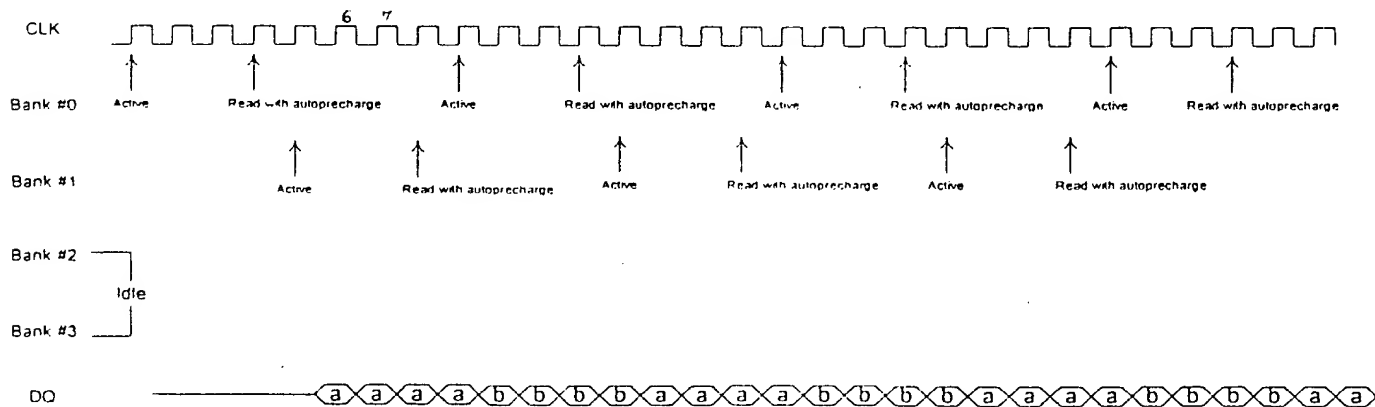 6 7
CLK
Bank #0 Active Read with autoprecharge Active Read with autoprecharge Active Read with autoprecharge Active Read with autoprecharge
Bank #1 Active Read with autoprecharge Active Read with autoprecharge Active Read with autoprecharge
Bank #2
Idle
Bank #3
DQ a a a a b b b b a a a a b b b b a a a a b b b b a a